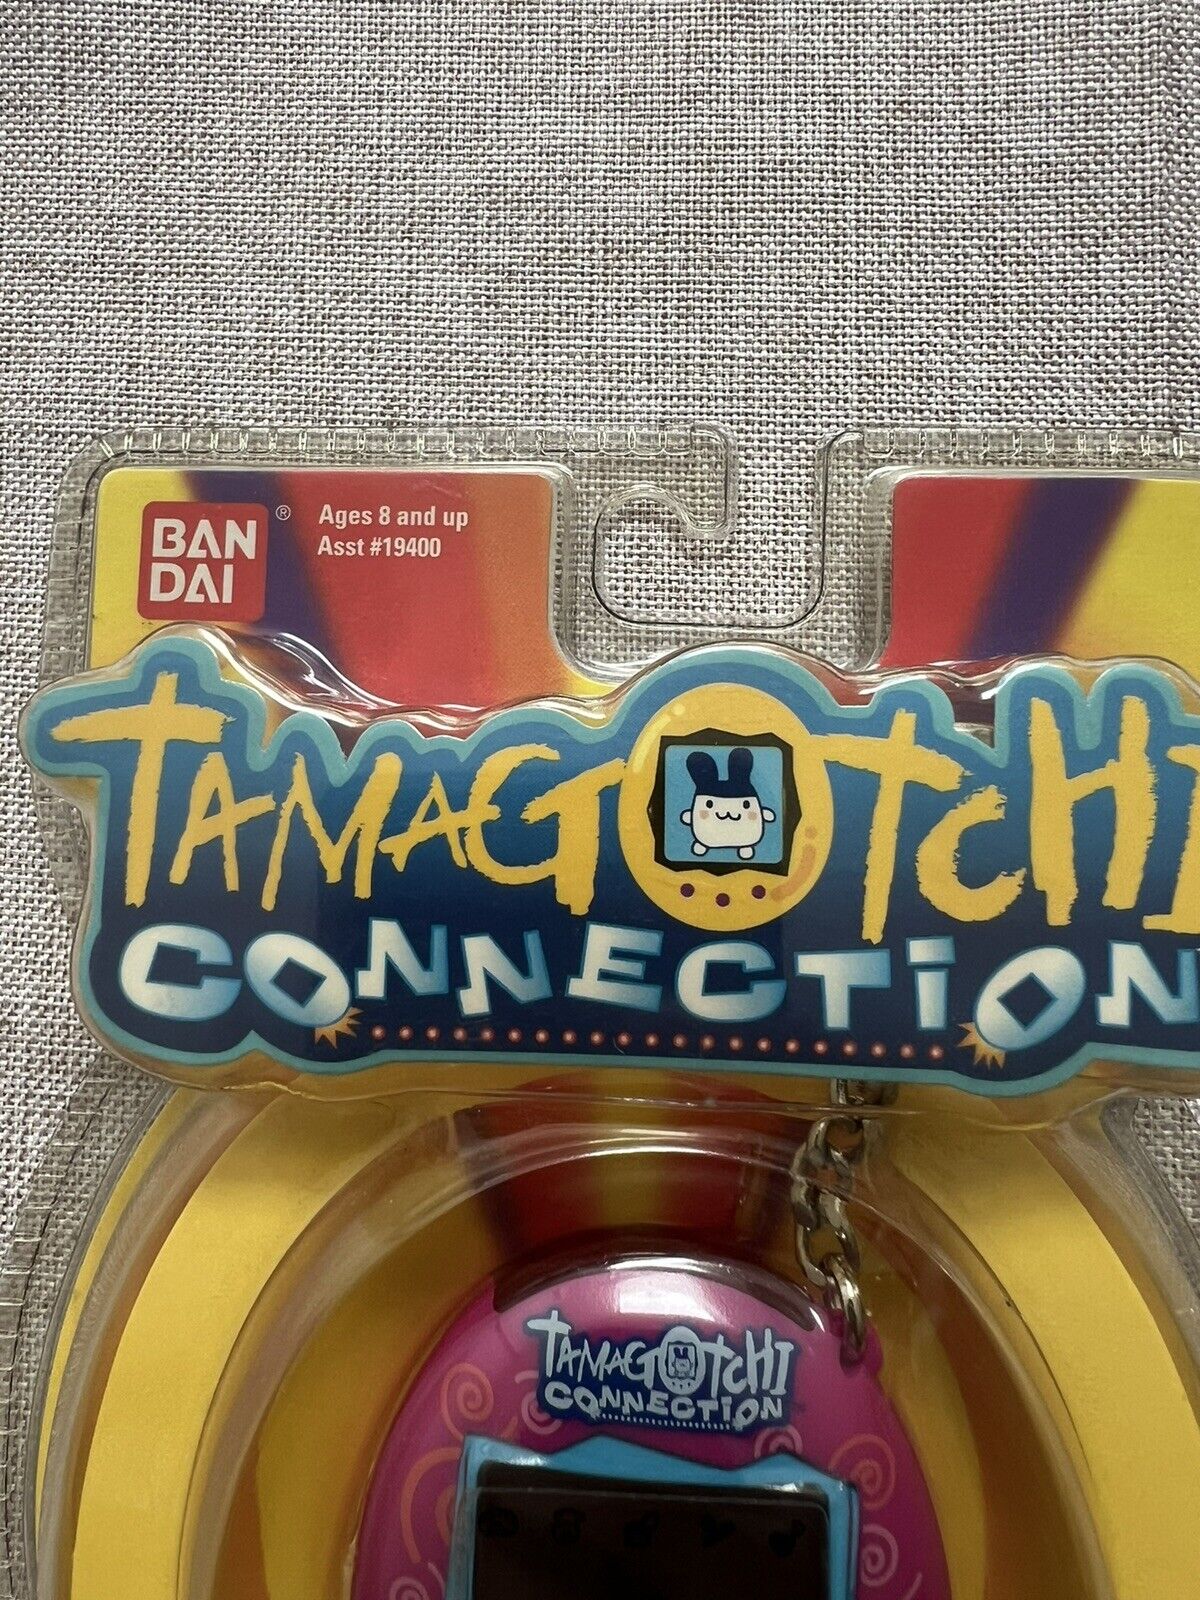 BAN
DAI
®
Ages 8 and up
Asst #19400
TAMAGOTCHI
CONNECTION
TAMAGOTCHI
CONNECTION